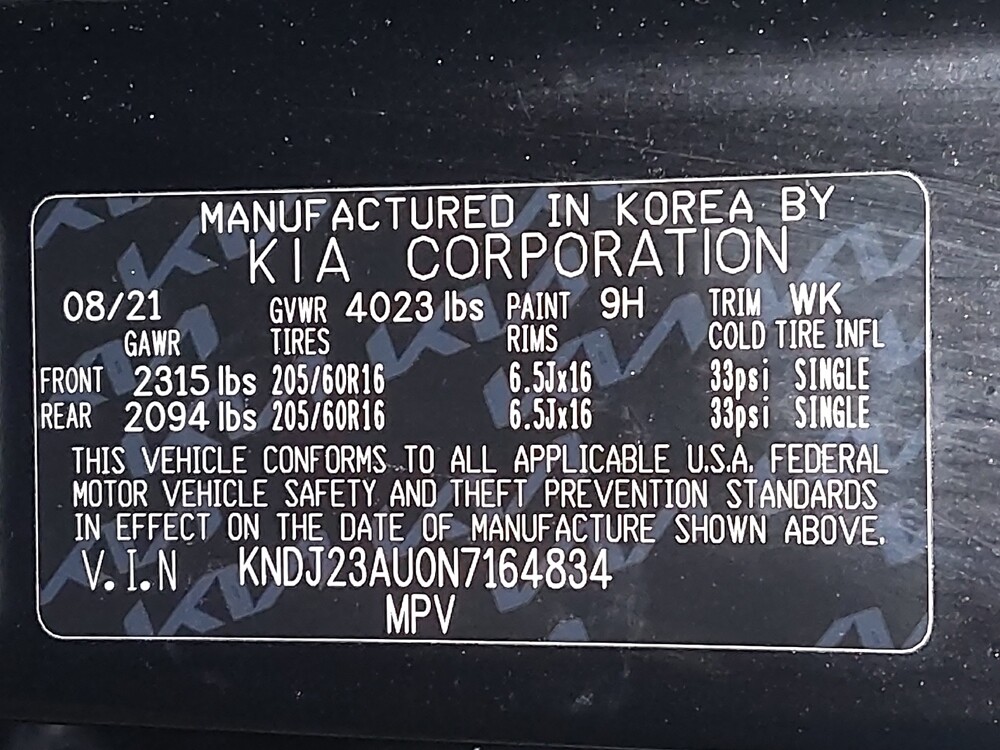 MANUFACTURED IN KOREA BY
KIA CORPORATION
08/21 GVWR 4023 lbs PAINT 9H TRIM WK
GAWR TIRES RIMS COLD TIRE INFL
FRONT 2315 lbs 205/60R16 6.5Jx16 33psi SINGLE
REAR 2094 lbs 205/60R16 6.5Jx16 33psi SINGLE
THIS VEHICLE CONFORMS TO ALL APPLICABLE U.S.A. FEDERAL
MOTOR VEHICLE SAFETY AND THEFT PREVENTION STANDARDS
IN EFFECT ON THE DATE OF MANUFACTURE SHOWN ABOVE.
V.I.N KNDJ23AU0N7164834
MPV